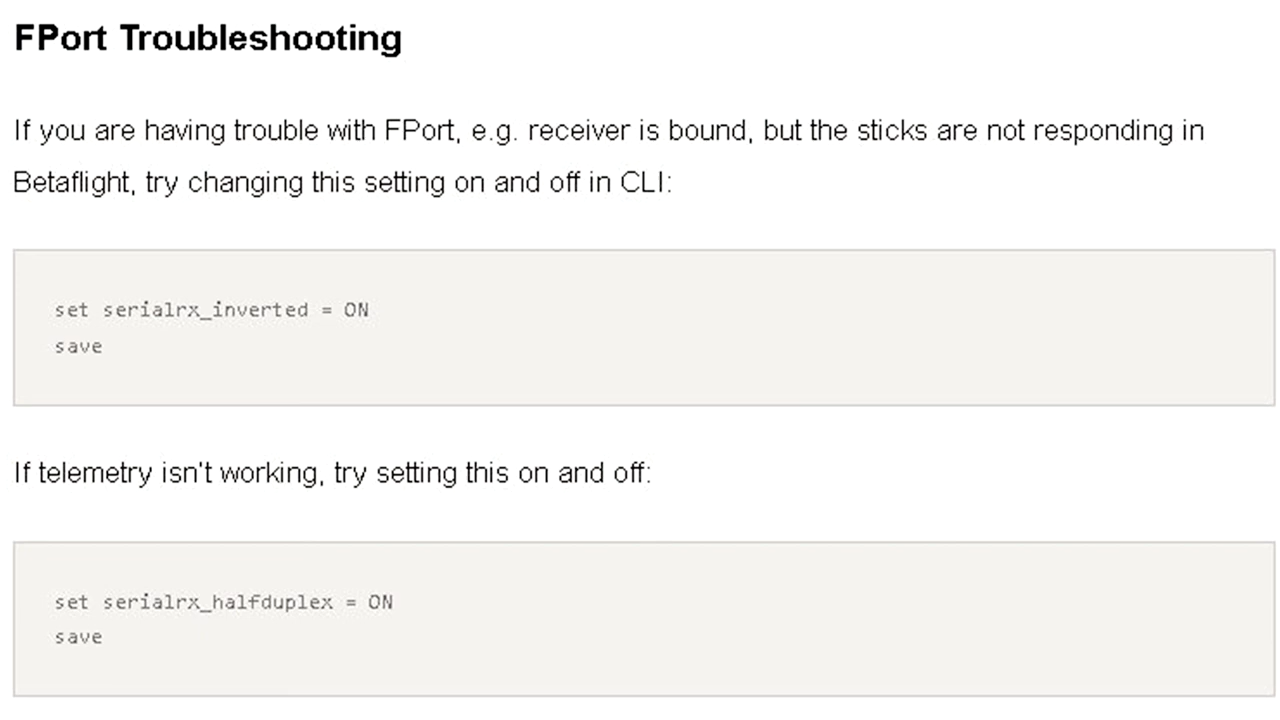 FPort Troubleshooting
If you are having trouble with FPort, e.g. receiver is bound, but the sticks are not responding in
Betaflight, try changing this setting on and off in CLI:
set serialrx_inverted = ON
save
If telemetry isn't working, try setting this on and off:
set serialrx_halfduplex = ON
save